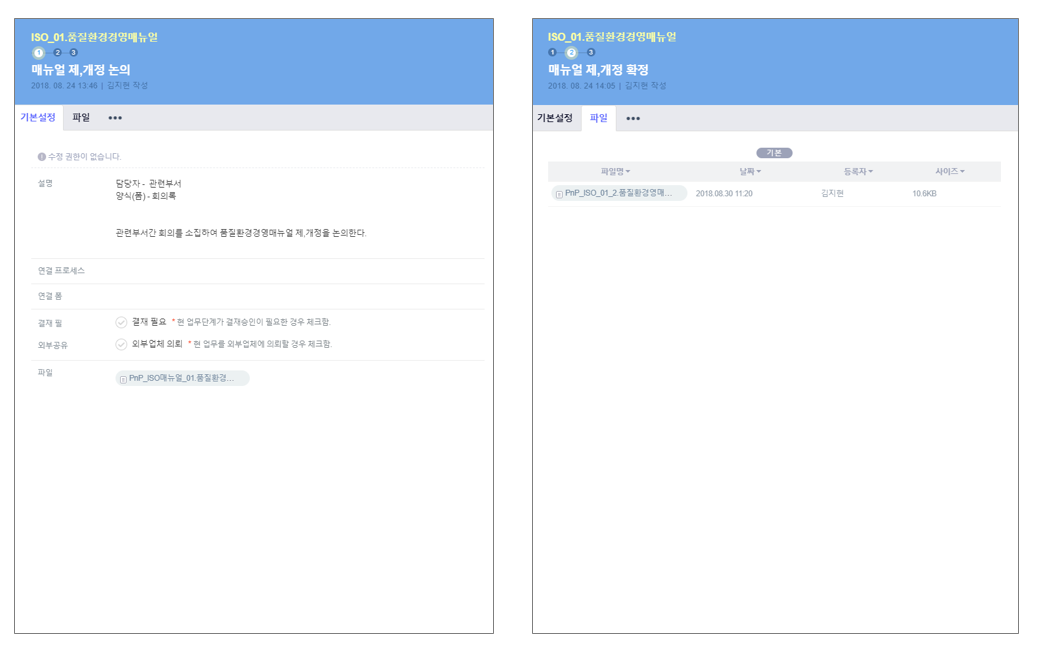 ISO_01.품질환경경영매뉴얼
1 2 3
매뉴얼 제,개정 논의
2018. 08. 24 13:46 | 김지현 작성
기본설정 파일 •••
수정 권한이 없습니다.
설명 담당자 - 관련부서
양식(폼) - 회의록
관련부서간 회의를 소집하여 품질환경경영매뉴얼 제,개정을 논의한다.
연결 프로세스
연결 폼
결재 필 결재 필요 * 현 업무단계가 결재승인이 필요한 경우 체크함.
외부공유 외부업체 의뢰 * 현 업무를 외부업체에 의뢰할 경우 체크함.
파일 PnP_ISO매뉴얼_01.품질환경...
ISO_01.품질환경경영매뉴얼
1 2 3
매뉴얼 제,개정 확정
2018. 08. 24 14:05 | 김지현 작성
기본설정 파일 •••
기본
파일명 날짜 등록자 사이즈
PnP_ISO_01_2.품질환경영매... 2018.08.30 11:20 김지현 10.6KB